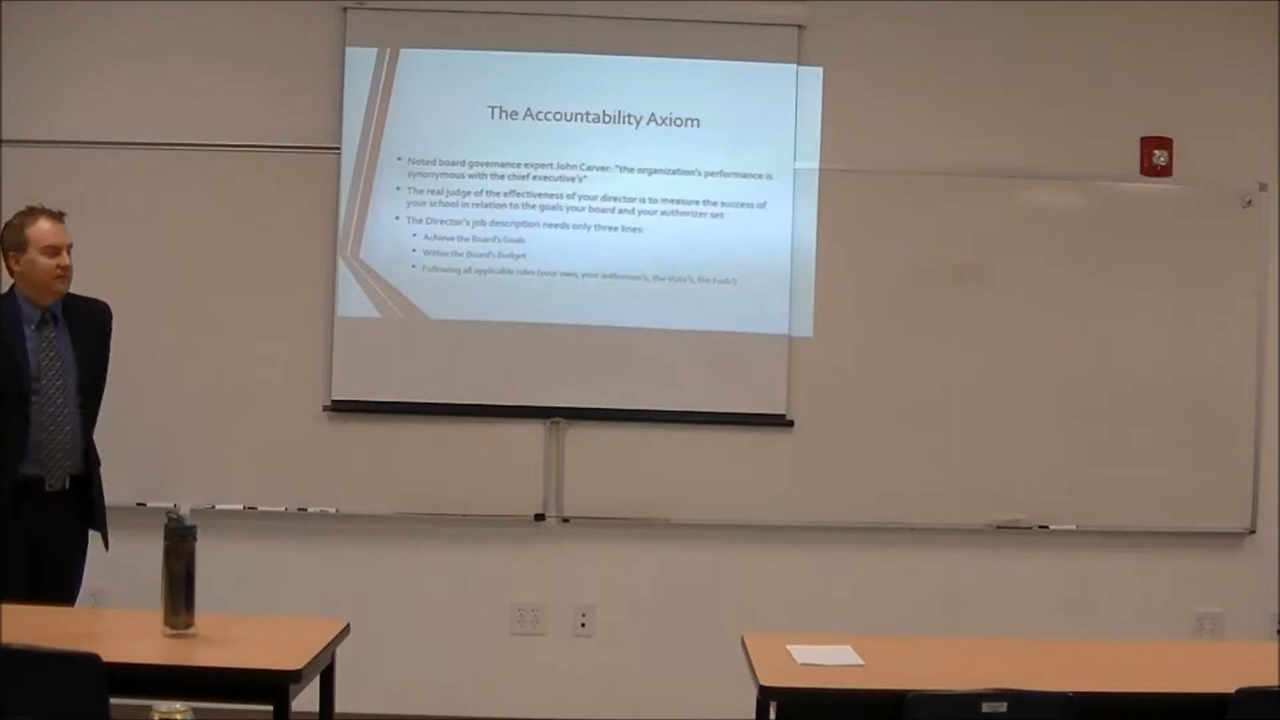 The Accountability Axiom
• Noted board governance expert John Carver: "the organization's performance is
synonymous with the chief executive's"
• The real judge of the effectiveness of your director is to measure the success of
your school in relation to the goals your board and your authorizer set
• The Director's job description needs only three lines:
• Achieve the Board's Goals
• Within the Board's Budget
• Following all applicable rules (your own, your authorizer's, the state's, the Feds')